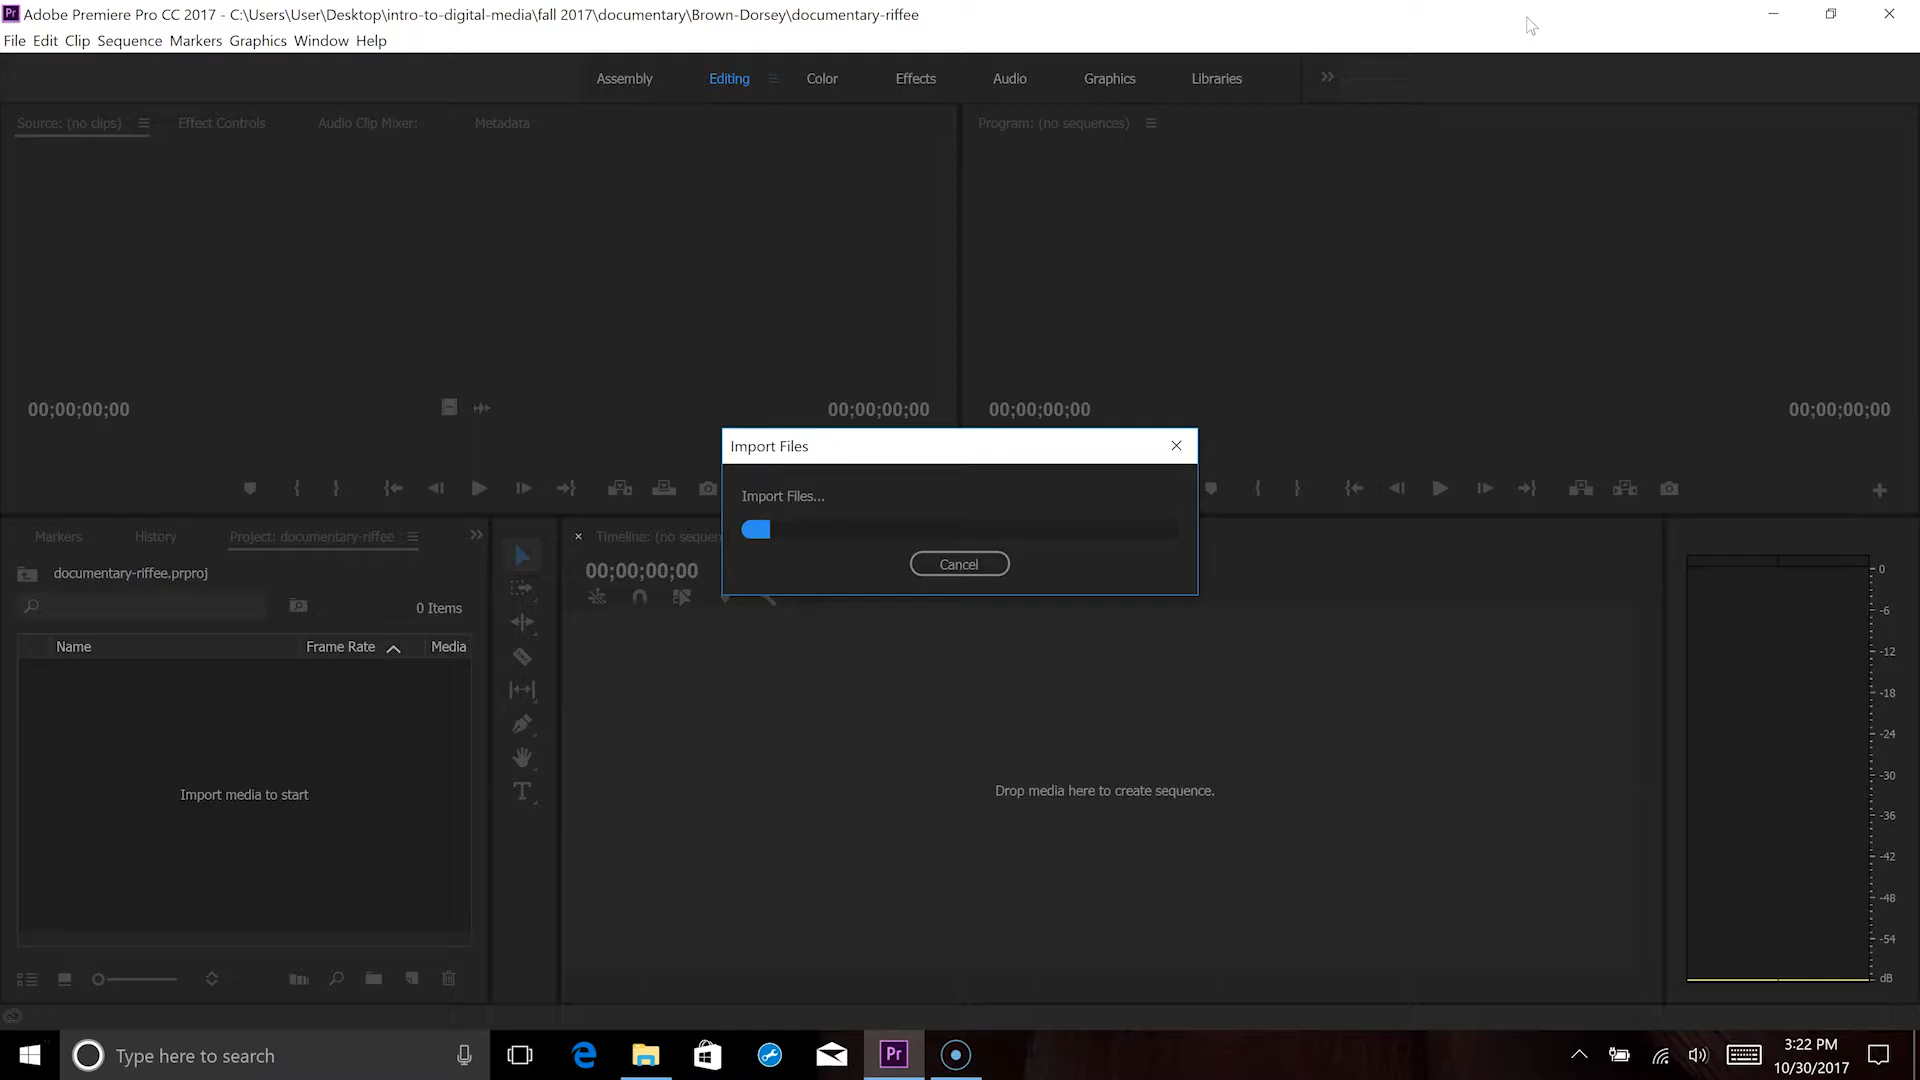 Pr Adobe Premiere Pro CC 2017 - C:\Users\User\Desktop\intro-to-digital-media\fall 2017\documentary\Brown-Dorsey\documentary-riffee
File Edit Clip Sequence Markers Graphics Window Help
Assembly Editing Color Effects Audio Graphics Libraries
Source: (no clips) Effect Controls Audio Clip Mixer: Metadata
Program: (no sequences)
00;00;00;00 00;00;00;00
00;00;00;00 00;00;00;00
Import Files
Import Files...
Cancel
Markers History Project: documentary-riffee
documentary-riffee.prproj
0 Items
Name Frame Rate Media
Import media to start
Timeline: (no sequen
00;00;00;00
Drop media here to create sequence.
0
-6
-12
-18
-24
-30
-36
-42
-48
-54
dB
Type here to search
Pr
3:22 PM
10/30/2017